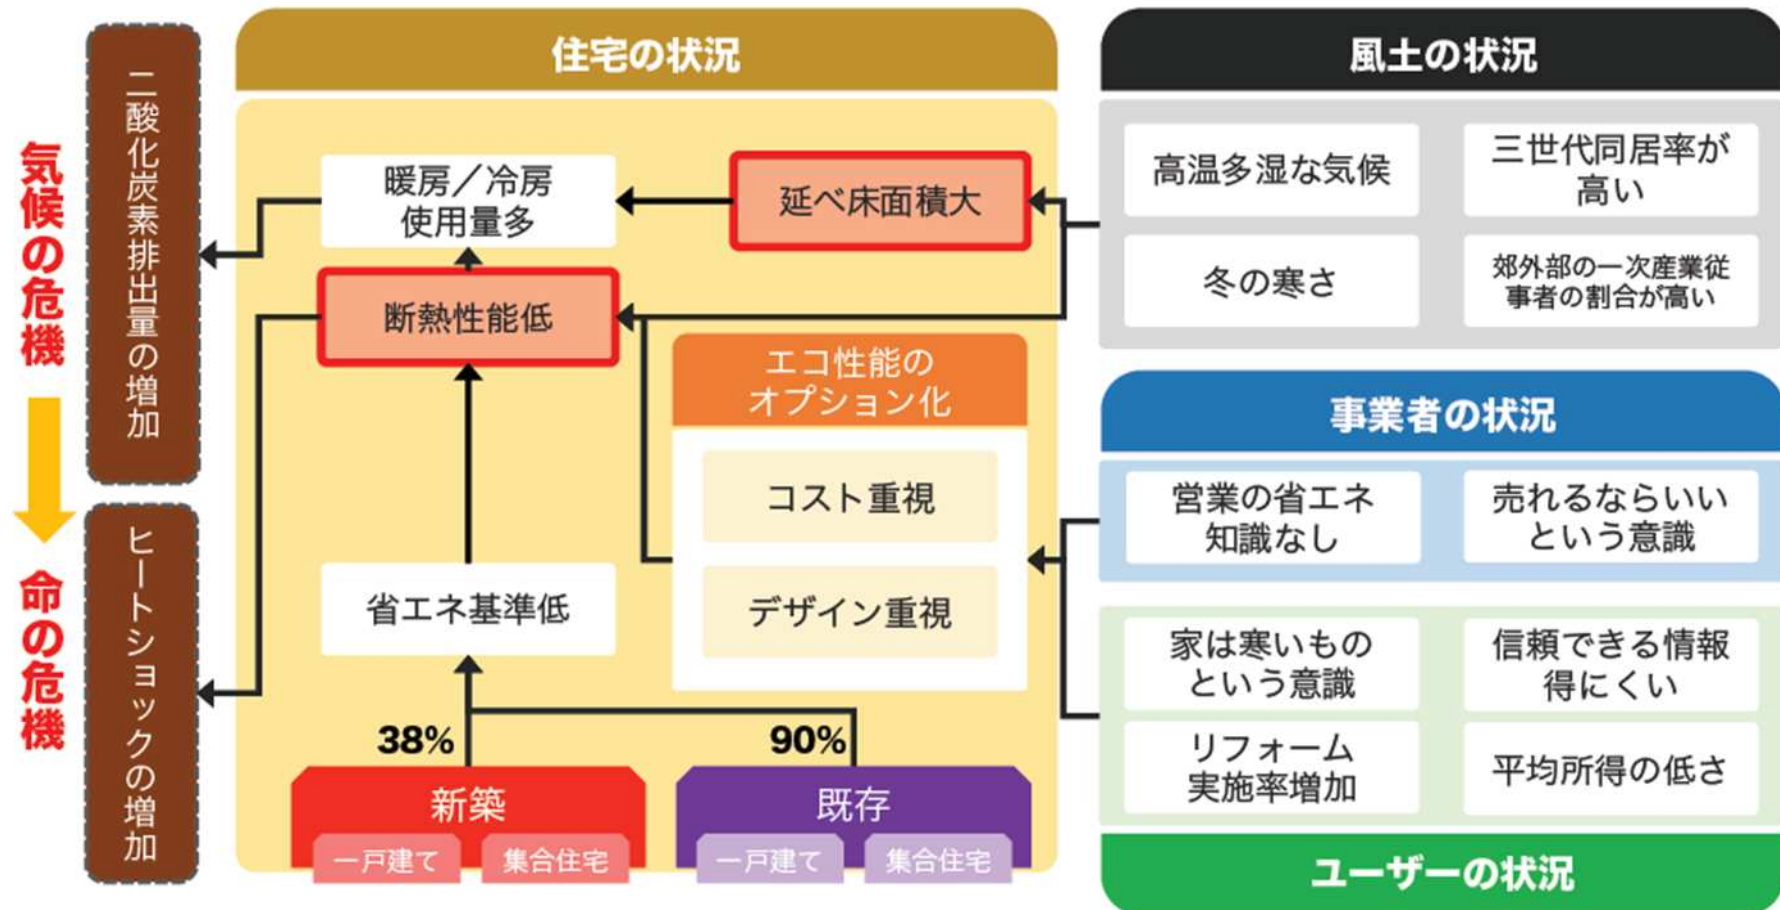 気候の危機
命の危機
二酸化炭素排出量の増加
ヒートショックの増加
住宅の状況
暖房／冷房
使用量多
延べ床面積大
断熱性能低
エコ性能の
オプション化
コスト重視
デザイン重視
省エネ基準低
38%
90%
新築
一戸建て
集合住宅
既存
一戸建て
集合住宅
風土の状況
高温多湿な気候
三世代同居率が
高い
冬の寒さ
郊外部の一次産業従
事者の割合が高い
事業者の状況
営業の省エネ
知識なし
売れるならいい
という意識
家は寒いもの
という意識
信頼できる情報
得にくい
リフォーム
実施率増加
平均所得の低さ
ユーザーの状況